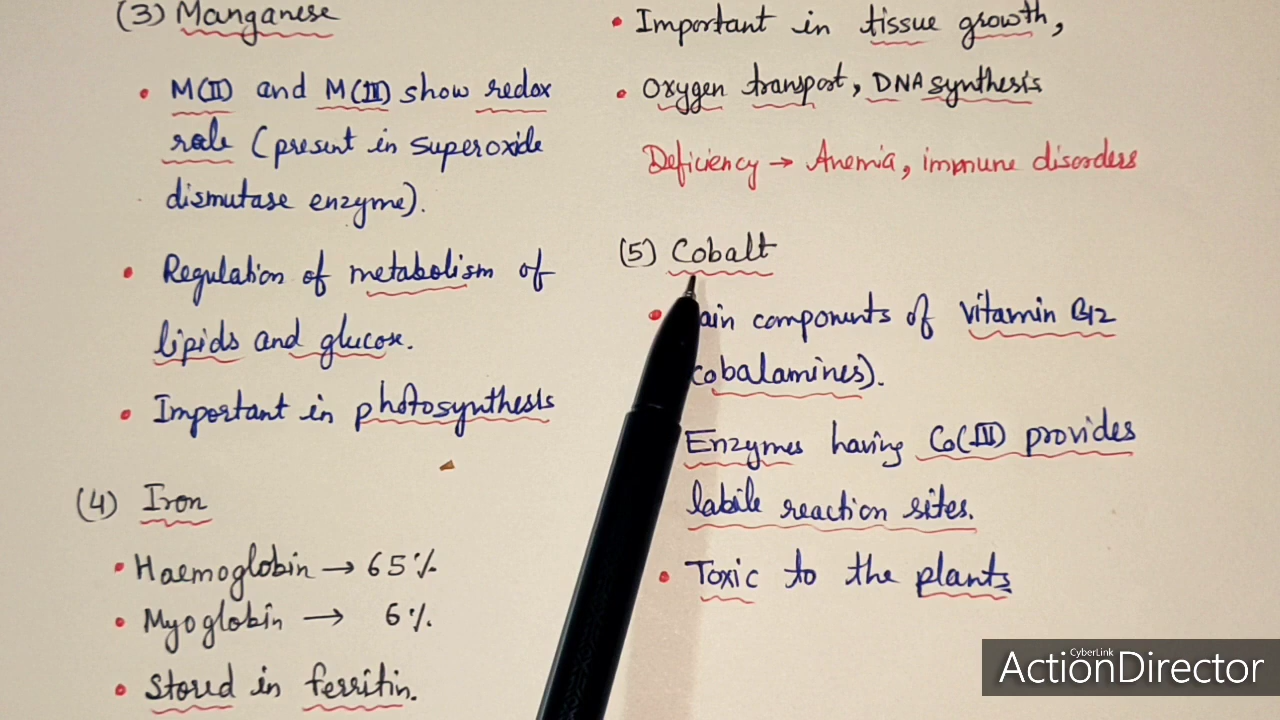 (3) Manganese
• M(II) and M(III) show redox
role (present in superoxide
dismutase enzyme).
• Regulation of metabolism of
lipids and glucose.
• Important in photosynthesis
(4) Iron
• Haemoglobin → 65%
• Myoglobin → 6%
• Stored in ferritin.
• Important in tissue growth,
• Oxygen transport, DNA synthesis
Deficiency → Anemia, immune disorders
(5) Cobalt
• ain components of vitamin B12
cobalamines).
Enzymes having Co(III) provides
labile reaction sites.
• Toxic to the plants
CyberLink
ActionDirector